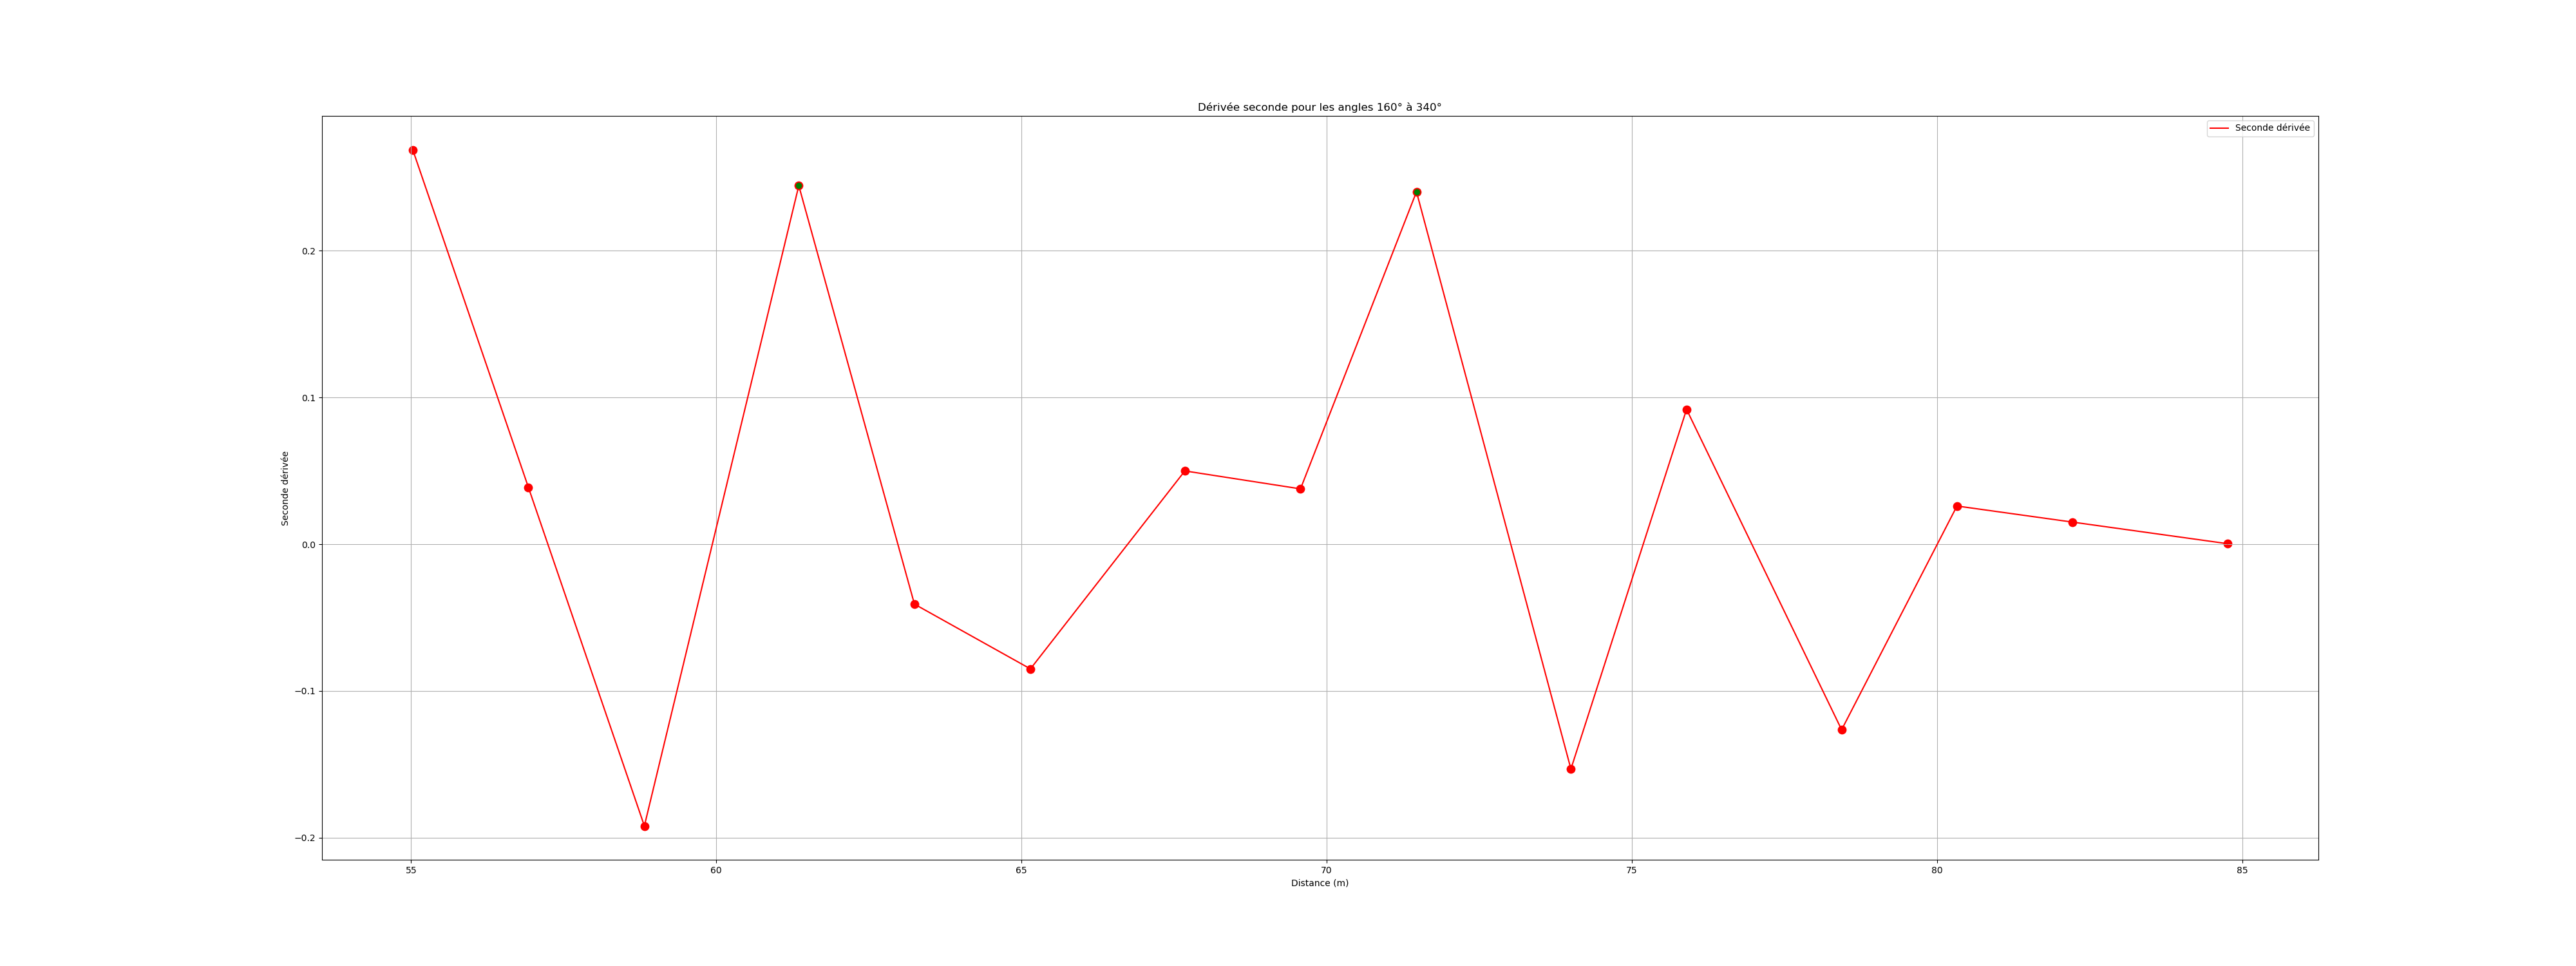 Dérivée seconde pour les angles 160° à 340°
Seconde dérivée
0.2
0.1
0.0
−0.1
−0.2
Seconde dérivée
55 60 65 70 75 80 85
Distance (m)